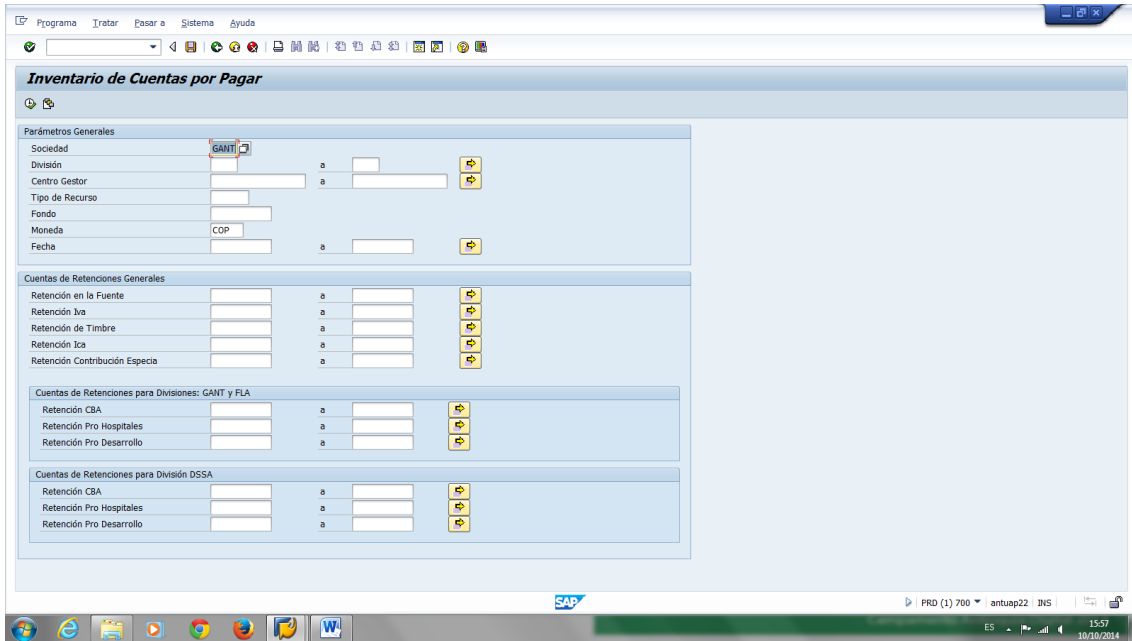 Programa Tratar Pasar a Sistema Ayuda
Inventario de Cuentas por Pagar
Parámetros Generales
Sociedad GANT
División a
Centro Gestor a
Tipo de Recurso
Fondo
Moneda COP
Fecha a
Cuentas de Retenciones Generales
Retención en la Fuente a
Retención Iva a
Retención de Timbre a
Retención Ica a
Retención Contribución Especia a
Cuentas de Retenciones para Divisiones: GANT y FLA
Retención CBA a
Retención Pro Hospitales a
Retención Pro Desarrollo a
Cuentas de Retenciones para División DSSA
Retención CBA a
Retención Pro Hospitales a
Retención Pro Desarrollo a
SAP PRD (1) 700 antuap22 INS
W ES 15:57
10/10/2014